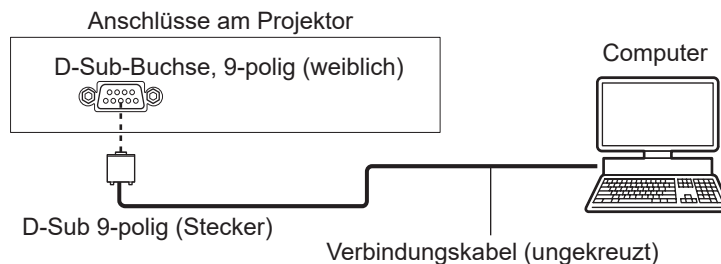 Anschlüsse am Projektor
D-Sub-Buchse, 9-polig (weiblich)
Computer
D-Sub 9-polig (Stecker)
Verbindungskabel (ungekreuzt)